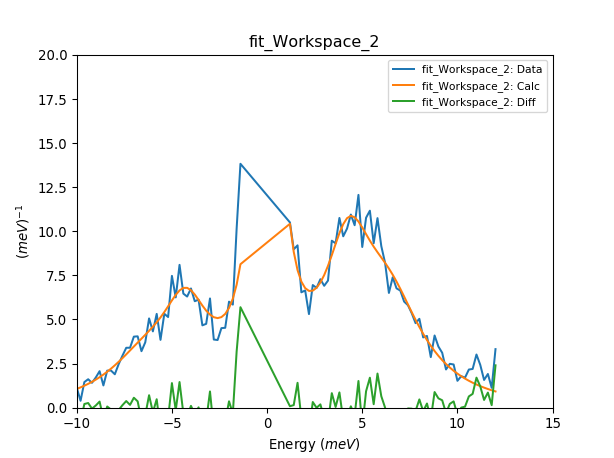 fit_Workspace_2
20.0
17.5
15.0
12.5
10.0
7.5
5.0
2.5
0.0
(meV)⁻¹
fit_Workspace_2: Data
fit_Workspace_2: Calc
fit_Workspace_2: Diff
−10 −5 0 5 10 15
Energy (meV)